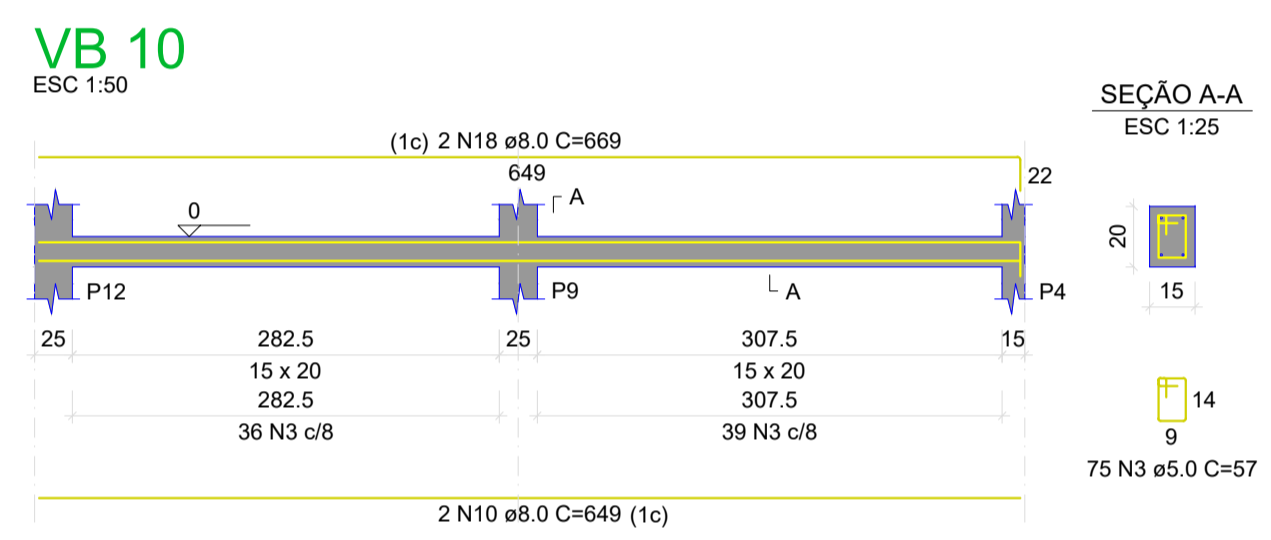 VB 10
ESC 1:50
SEÇÃO A-A
ESC 1:25
(1c) 2 N18 ø8.0 C=669
649
22
A
0
20
P12
P9
A
P4
15
25
282.5
25
307.5
15
15 x 20
15 x 20
282.5
307.5
14
36 N3 c/8
39 N3 c/8
9
75 N3 ø5.0 C=57
2 N10 ø8.0 C=649 (1c)